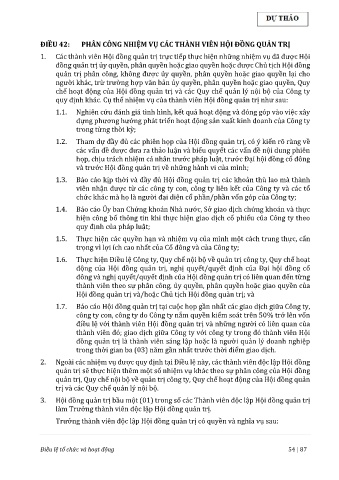 DỰ THẢO
ĐIỀU 42: PHÂN CÔNG NHIỆM VỤ CÁC THÀNH VIÊN HỘI ĐỒNG QUẢN TRỊ
1. Các thành viên Hội đồng quản trị trực tiếp thực hiện những nhiệm vụ đã được Hội
đồng quản trị ủy quyền, phân quyền hoặc giao quyền hoặc được Chủ tịch Hội đồng
quản trị phân công, không được ủy quyền, phân quyền hoặc giao quyền lại cho
người khác, trừ trường hợp văn bản ủy quyền, phân quyền hoặc giao quyền, Quy
chế hoạt động của Hội đồng quản trị và các Quy chế quản lý nội bộ của Công ty
quy định khác. Cụ thể nhiệm vụ của thành viên Hội đồng quản trị như sau:
1.1. Nghiên cứu đánh giá tình hình, kết quả hoạt động và đóng góp vào việc xây
dựng phương hướng phát triển hoạt động sản xuất kinh doanh của Công ty
trong từng thời kỳ;
1.2. Tham dự đầy đủ các phiên họp của Hội đồng quản trị, có ý kiến rõ ràng về
các vấn đề được đưa ra thảo luận và biểu quyết các vấn đề nội dung phiên
họp, chịu trách nhiệm cá nhân trước pháp luật, trước Đại hội đồng cổ đông
và trước Hội đồng quản trị về những hành vi của mình;
1.3. Báo cáo kịp thời và đầy đủ Hội đồng quản trị các khoản thù lao mà thành
viên nhận được từ các công ty con, công ty liên kết của Công ty và các tổ
chức khác mà họ là người đại diện cổ phần/phần vốn góp của Công ty;
1.4. Báo cáo Ủy ban Chứng khoán Nhà nước, Sở giao dịch chứng khoán và thực
hiện công bố thông tin khi thực hiện giao dịch cổ phiếu của Công ty theo
quy định của pháp luật;
1.5. Thực hiện các quyền hạn và nhiệm vụ của mình một cách trung thực, cẩn
trọng vì lợi ích cao nhất của Cổ đông và của Công ty;
1.6. Thực hiện Điều lệ Công ty, Quy chế nội bộ về quản trị công ty, Quy chế hoạt
động của Hội đồng quản trị, nghị quyết/quyết định của Đại hội đồng cổ
đông và nghị quyết/quyết định của Hội đồng quản trị có liên quan đến từng
thành viên theo sự phân công, ủy quyền, phân quyền hoặc giao quyền của
Hội đồng quản trị và/hoặc Chủ tịch Hội đồng quản trị; và
1.7. Báo cáo Hội đồng quản trị tại cuộc họp gần nhất các giao dịch giữa Công ty,
công ty con, công ty do Công ty nắm quyền kiểm soát trên 50% trở lên vốn
điều lệ với thành viên Hội đồng quản trị và những người có liên quan của
thành viên đó; giao dịch giữa Công ty với công ty trong đó thành viên Hội
đồng quản trị là thành viên sáng lập hoặc là người quản lý doanh nghiệp
trong thời gian ba (03) năm gần nhất trước thời điểm giao dịch.
2. Ngoài các nhiệm vụ được quy định tại Điều lệ này, các thành viên độc lập Hội đồng
quản trị sẽ thực hiện thêm một số nhiệm vụ khác theo sự phân công của Hội đồng
quản trị, Quy chế nội bộ về quản trị công ty, Quy chế hoạt động của Hội đồng quản
trị và các Quy chế quản lý nội bộ.
3. Hội đồng quản trị bầu một (01) trong số các Thành viên độc lập Hội đồng quản trị
làm Trưởng thành viên độc lập Hội đồng quản trị.
Trưởng thành viên độc lập Hội đồng quản trị có quyền và nghĩa vụ sau:
Điều lệ tổ chức và hoạt động 54 | 87